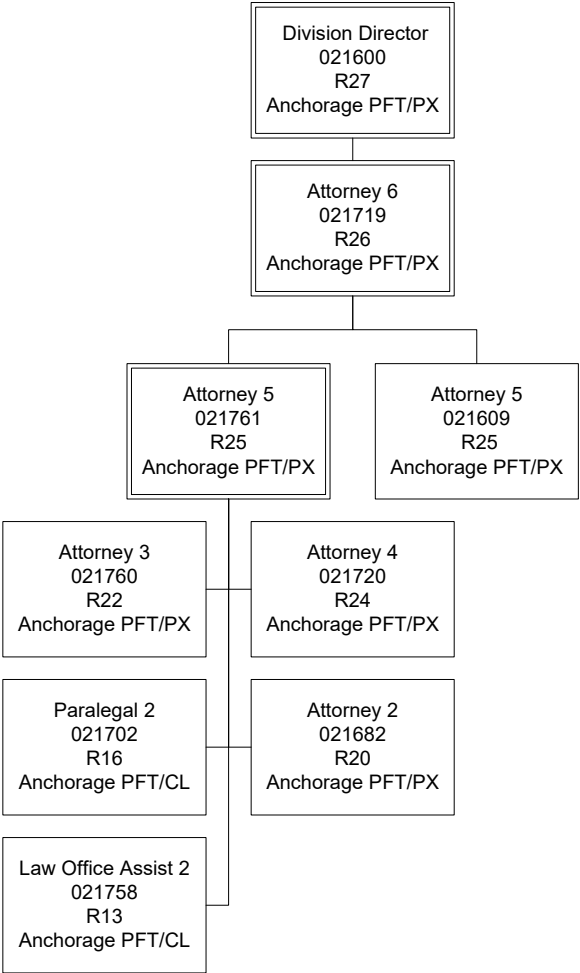 Division Director
021600
R27
Anchorage PFT/PX
Attorney 6
021719
R26
Anchorage PFT/PX
Attorney 5
021761
R25
Anchorage PFT/PX
Attorney 5
021609
R25
Anchorage PFT/PX
Attorney 3
021760
R22
Anchorage PFT/PX
Attorney 4
021720
R24
Anchorage PFT/PX
Paralegal 2
021702
R16
Anchorage PFT/CL
Attorney 2
021682
R20
Anchorage PFT/PX
Law Office Assist 2
021758
R13
Anchorage PFT/CL